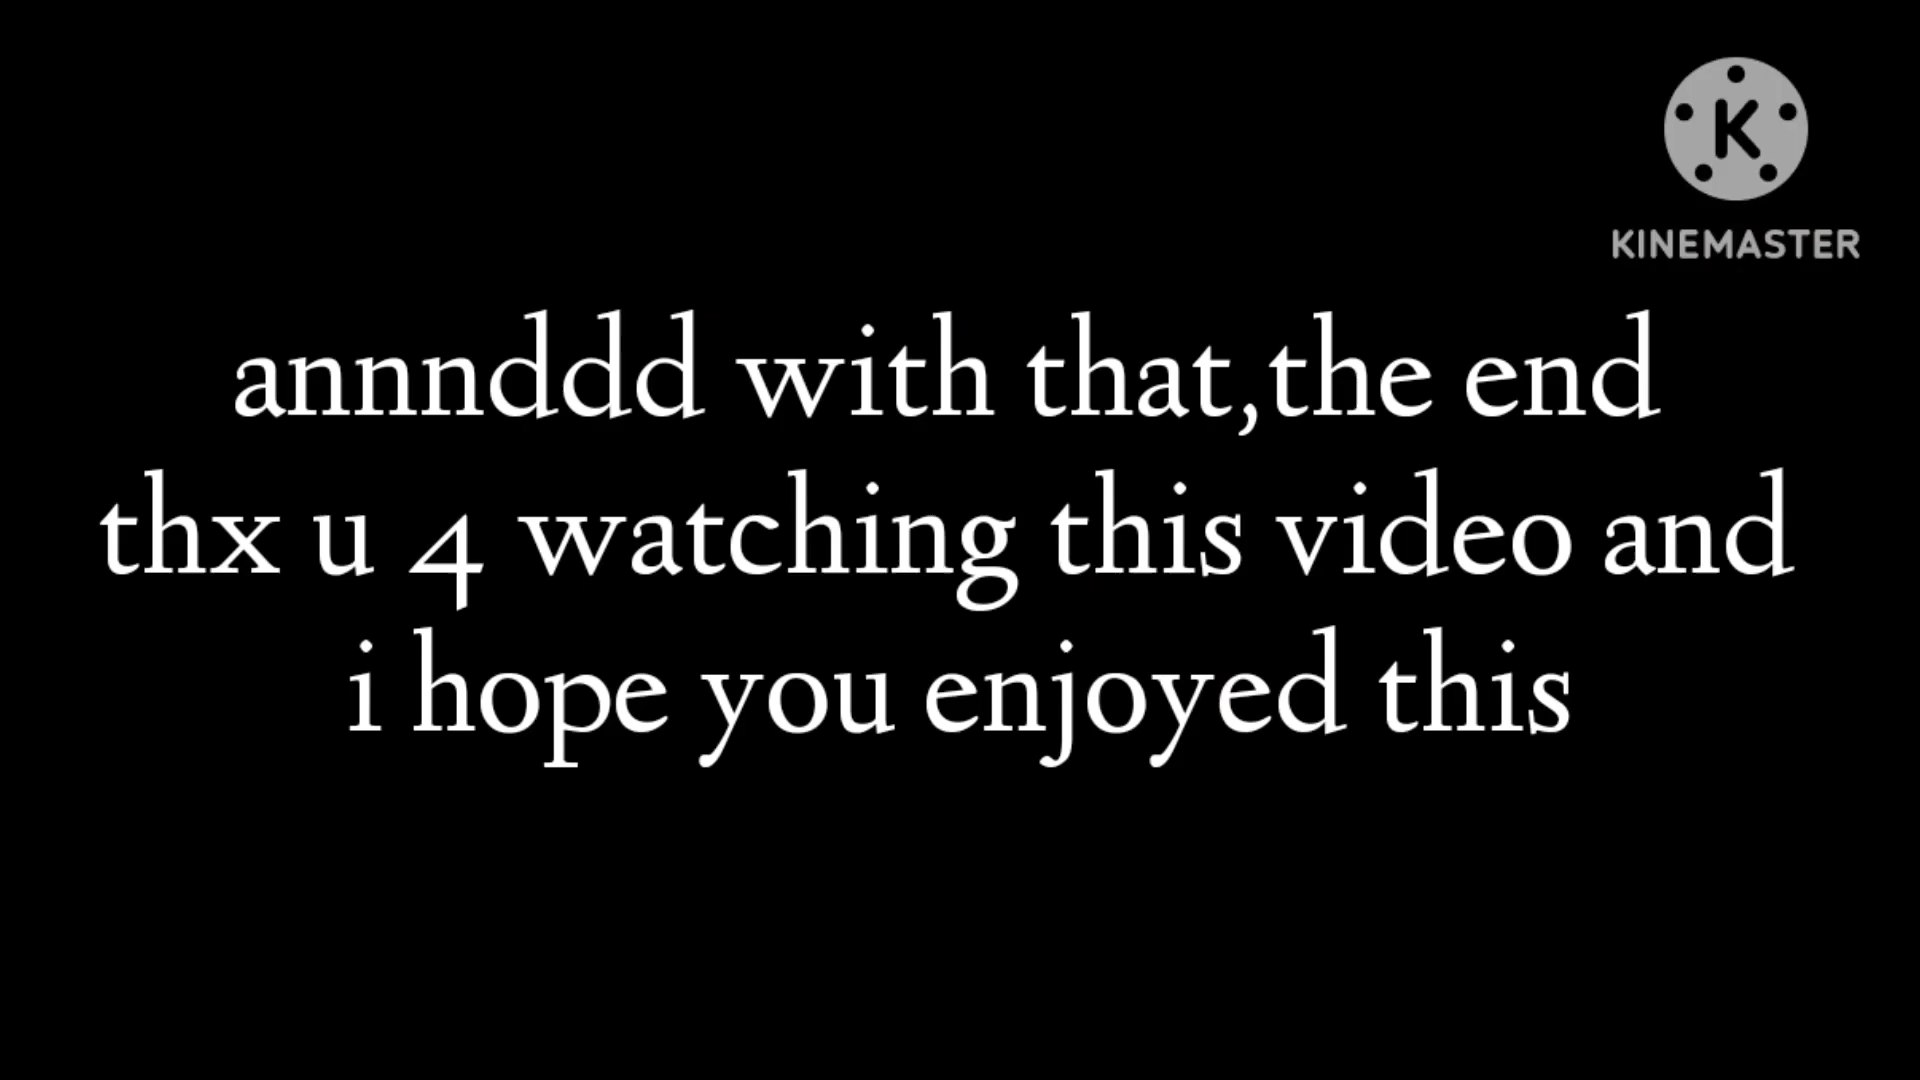 K
KINEMASTER
annnddd with that,the end
thx u 4 watching this video and
i hope you enjoyed this